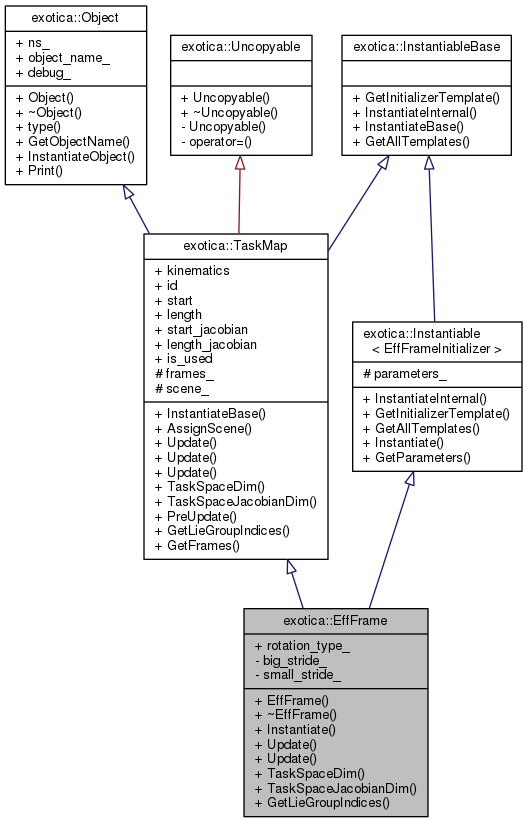 exotica::Object
+ ns_
+ object_name_
+ debug_
+ Object()
+ ~Object()
+ type()
+ GetObjectName()
+ InstantiateObject()
+ Print()
exotica::Uncopyable
+ Uncopyable()
+ ~Uncopyable()
- Uncopyable()
- operator=()
exotica::InstantiableBase
+ GetInitializerTemplate()
+ InstantiateInternal()
+ InstantiateBase()
+ GetAllTemplates()
exotica::TaskMap
+ kinematics
+ id
+ start
+ length
+ start_jacobian
+ length_jacobian
+ is_used
# frames_
# scene_
+ InstantiateBase()
+ AssignScene()
+ Update()
+ Update()
+ Update()
+ TaskSpaceDim()
+ TaskSpaceJacobianDim()
+ PreUpdate()
+ GetLieGroupIndices()
+ GetFrames()
exotica::Instantiable
< EffFrameInitializer >
# parameters_
+ InstantiateInternal()
+ GetInitializerTemplate()
+ GetAllTemplates()
+ Instantiate()
+ GetParameters()
exotica::EffFrame
+ rotation_type_
- big_stride_
- small_stride_
+ EffFrame()
+ ~EffFrame()
+ Instantiate()
+ Update()
+ Update()
+ TaskSpaceDim()
+ TaskSpaceJacobianDim()
+ GetLieGroupIndices()